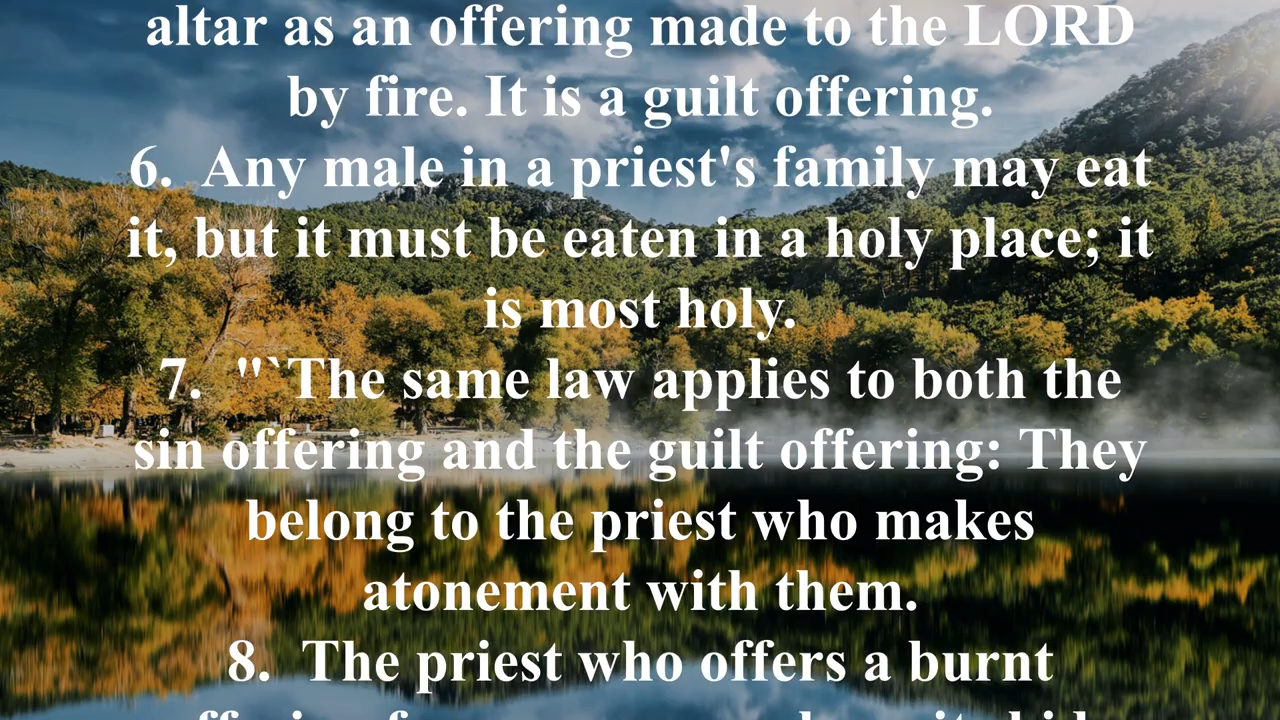 altar as an offering made to the LORD
by fire. It is a guilt offering.
6. Any male in a priest's family may eat
it, but it must be eaten in a holy place; it
is most holy.
7. "`The same law applies to both the
sin offering and the guilt offering: They
belong to the priest who makes
atonement with them.
8. The priest who offers a burnt